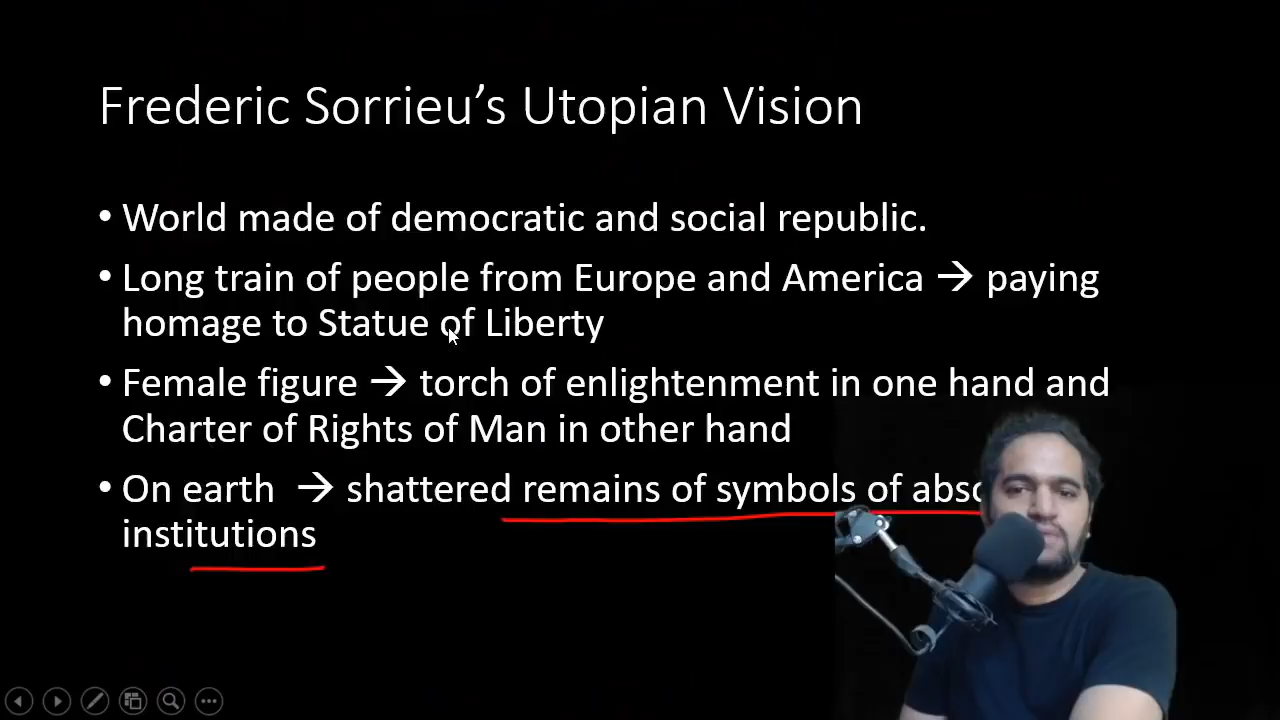 Frederic Sorrieu’s Utopian Vision
• World made of democratic and social republic.
• Long train of people from Europe and America → paying
homage to Statue of Liberty
• Female figure → torch of enlightenment in one hand and
Charter of Rights of Man in other hand
• On earth → shattered remains of symbols of
institutions